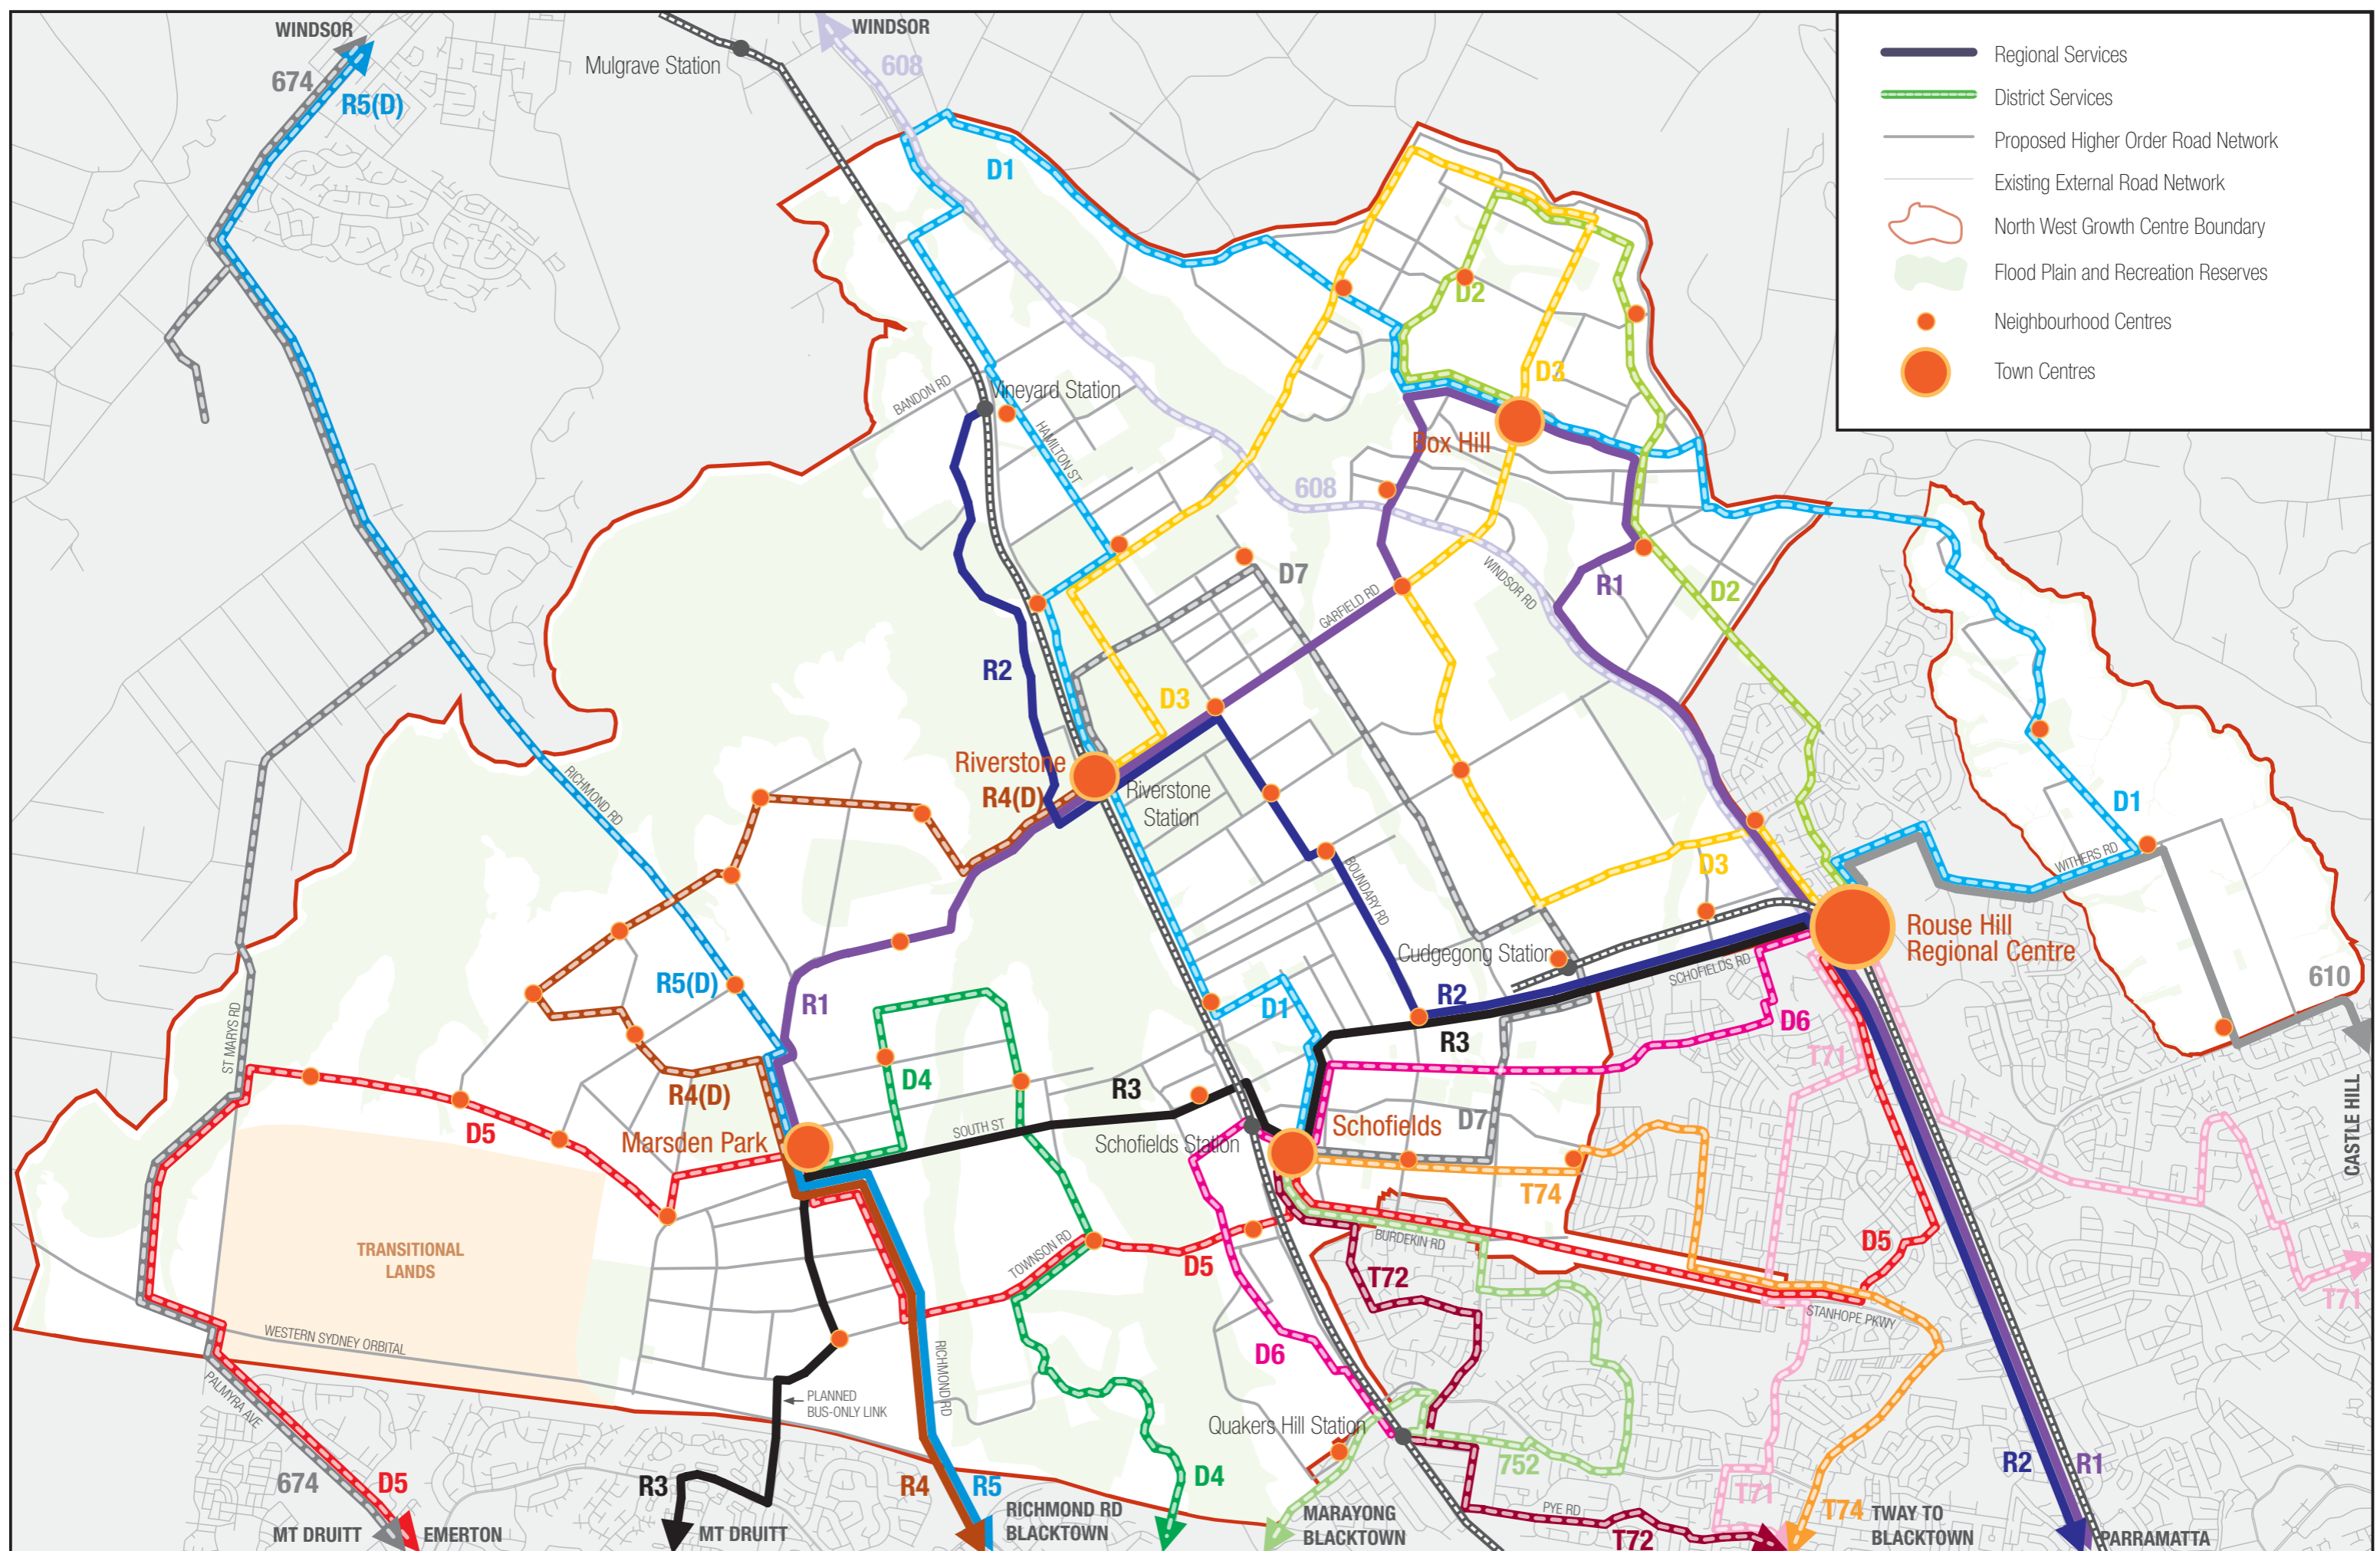 WINDSOR
674
R5(D)
Mulgrave Station
WINDSOR
608
D1
Regional Services
District Services
Proposed Higher Order Road Network
Existing External Road Network
North West Growth Centre Boundary
Flood Plain and Recreation Reserves
Neighbourhood Centres
Town Centres
D2
D3
BANDON RD
Vineyard Station
HAMILTON ST
Box Hill
608
D7
GARFIELD RD
WINDSOR RD
R1
D2
R2
D3
Riverstone
R4(D)
Riverstone
Station
RICHMOND RD
BOUNDARY RD
D3
D1
WITHERS RD
Rouse Hill
Regional Centre
Cudgegong Station
SCHOFIELDS RD
610
R5(D)
R1
D1
R2
R3
D6
T71
ST MARYS RD
D4
R4(D)
R3
D5
SOUTH ST
Marsden Park
Schofields Station
Schofields
D7
CASTLE HILL
T74
TRANSITIONAL
LANDS
TOWNSON RD
D5
BURDEKIN RD
T72
D5
T71
WESTERN SYDNEY ORBITAL
STANHOPE PKWY
PALMYRA AVE
RICHMOND RD
D6
PLANNED
BUS-ONLY LINK
Quakers Hill Station
752
674
D5
R3
R4
R5
D4
T71
R2
R1
MT DRUITT
EMERTON
MT DRUITT
RICHMOND RD
BLACKTOWN
MARAYONG
BLACKTOWN
PYE RD
T72
T74
TWAY TO
BLACKTOWN
PARRAMATTA